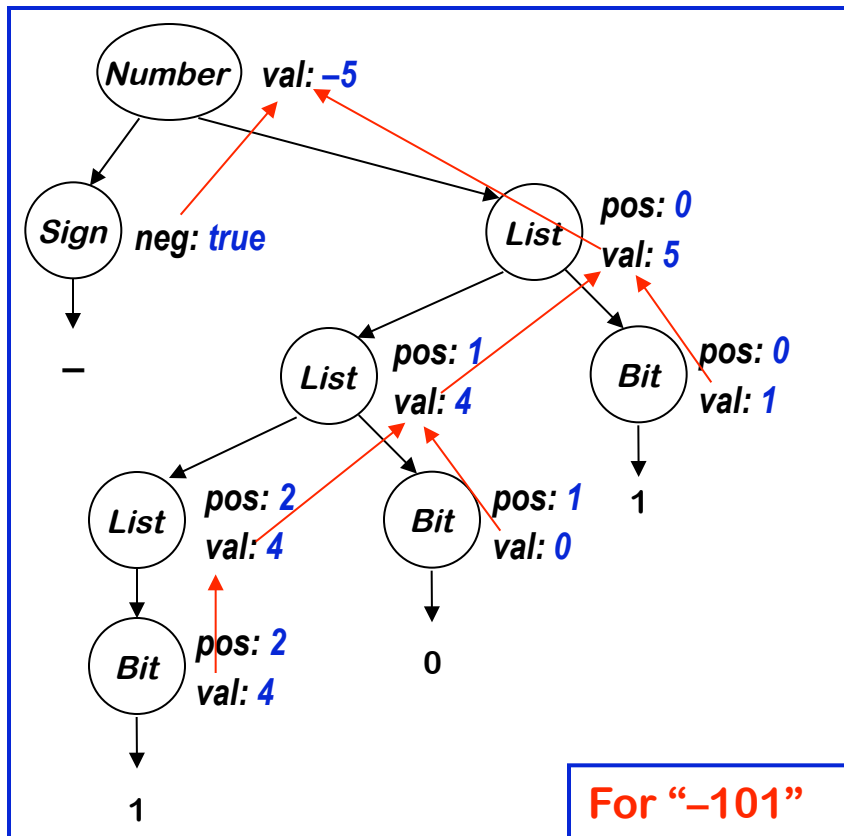 Number val: –5
Sign neg: true
List pos: 0
val: 5
–
List pos: 1
val: 4
Bit pos: 0
val: 1
List pos: 2
val: 4
Bit pos: 1
val: 0
1
Bit pos: 2
val: 4
0
1
For “–101”